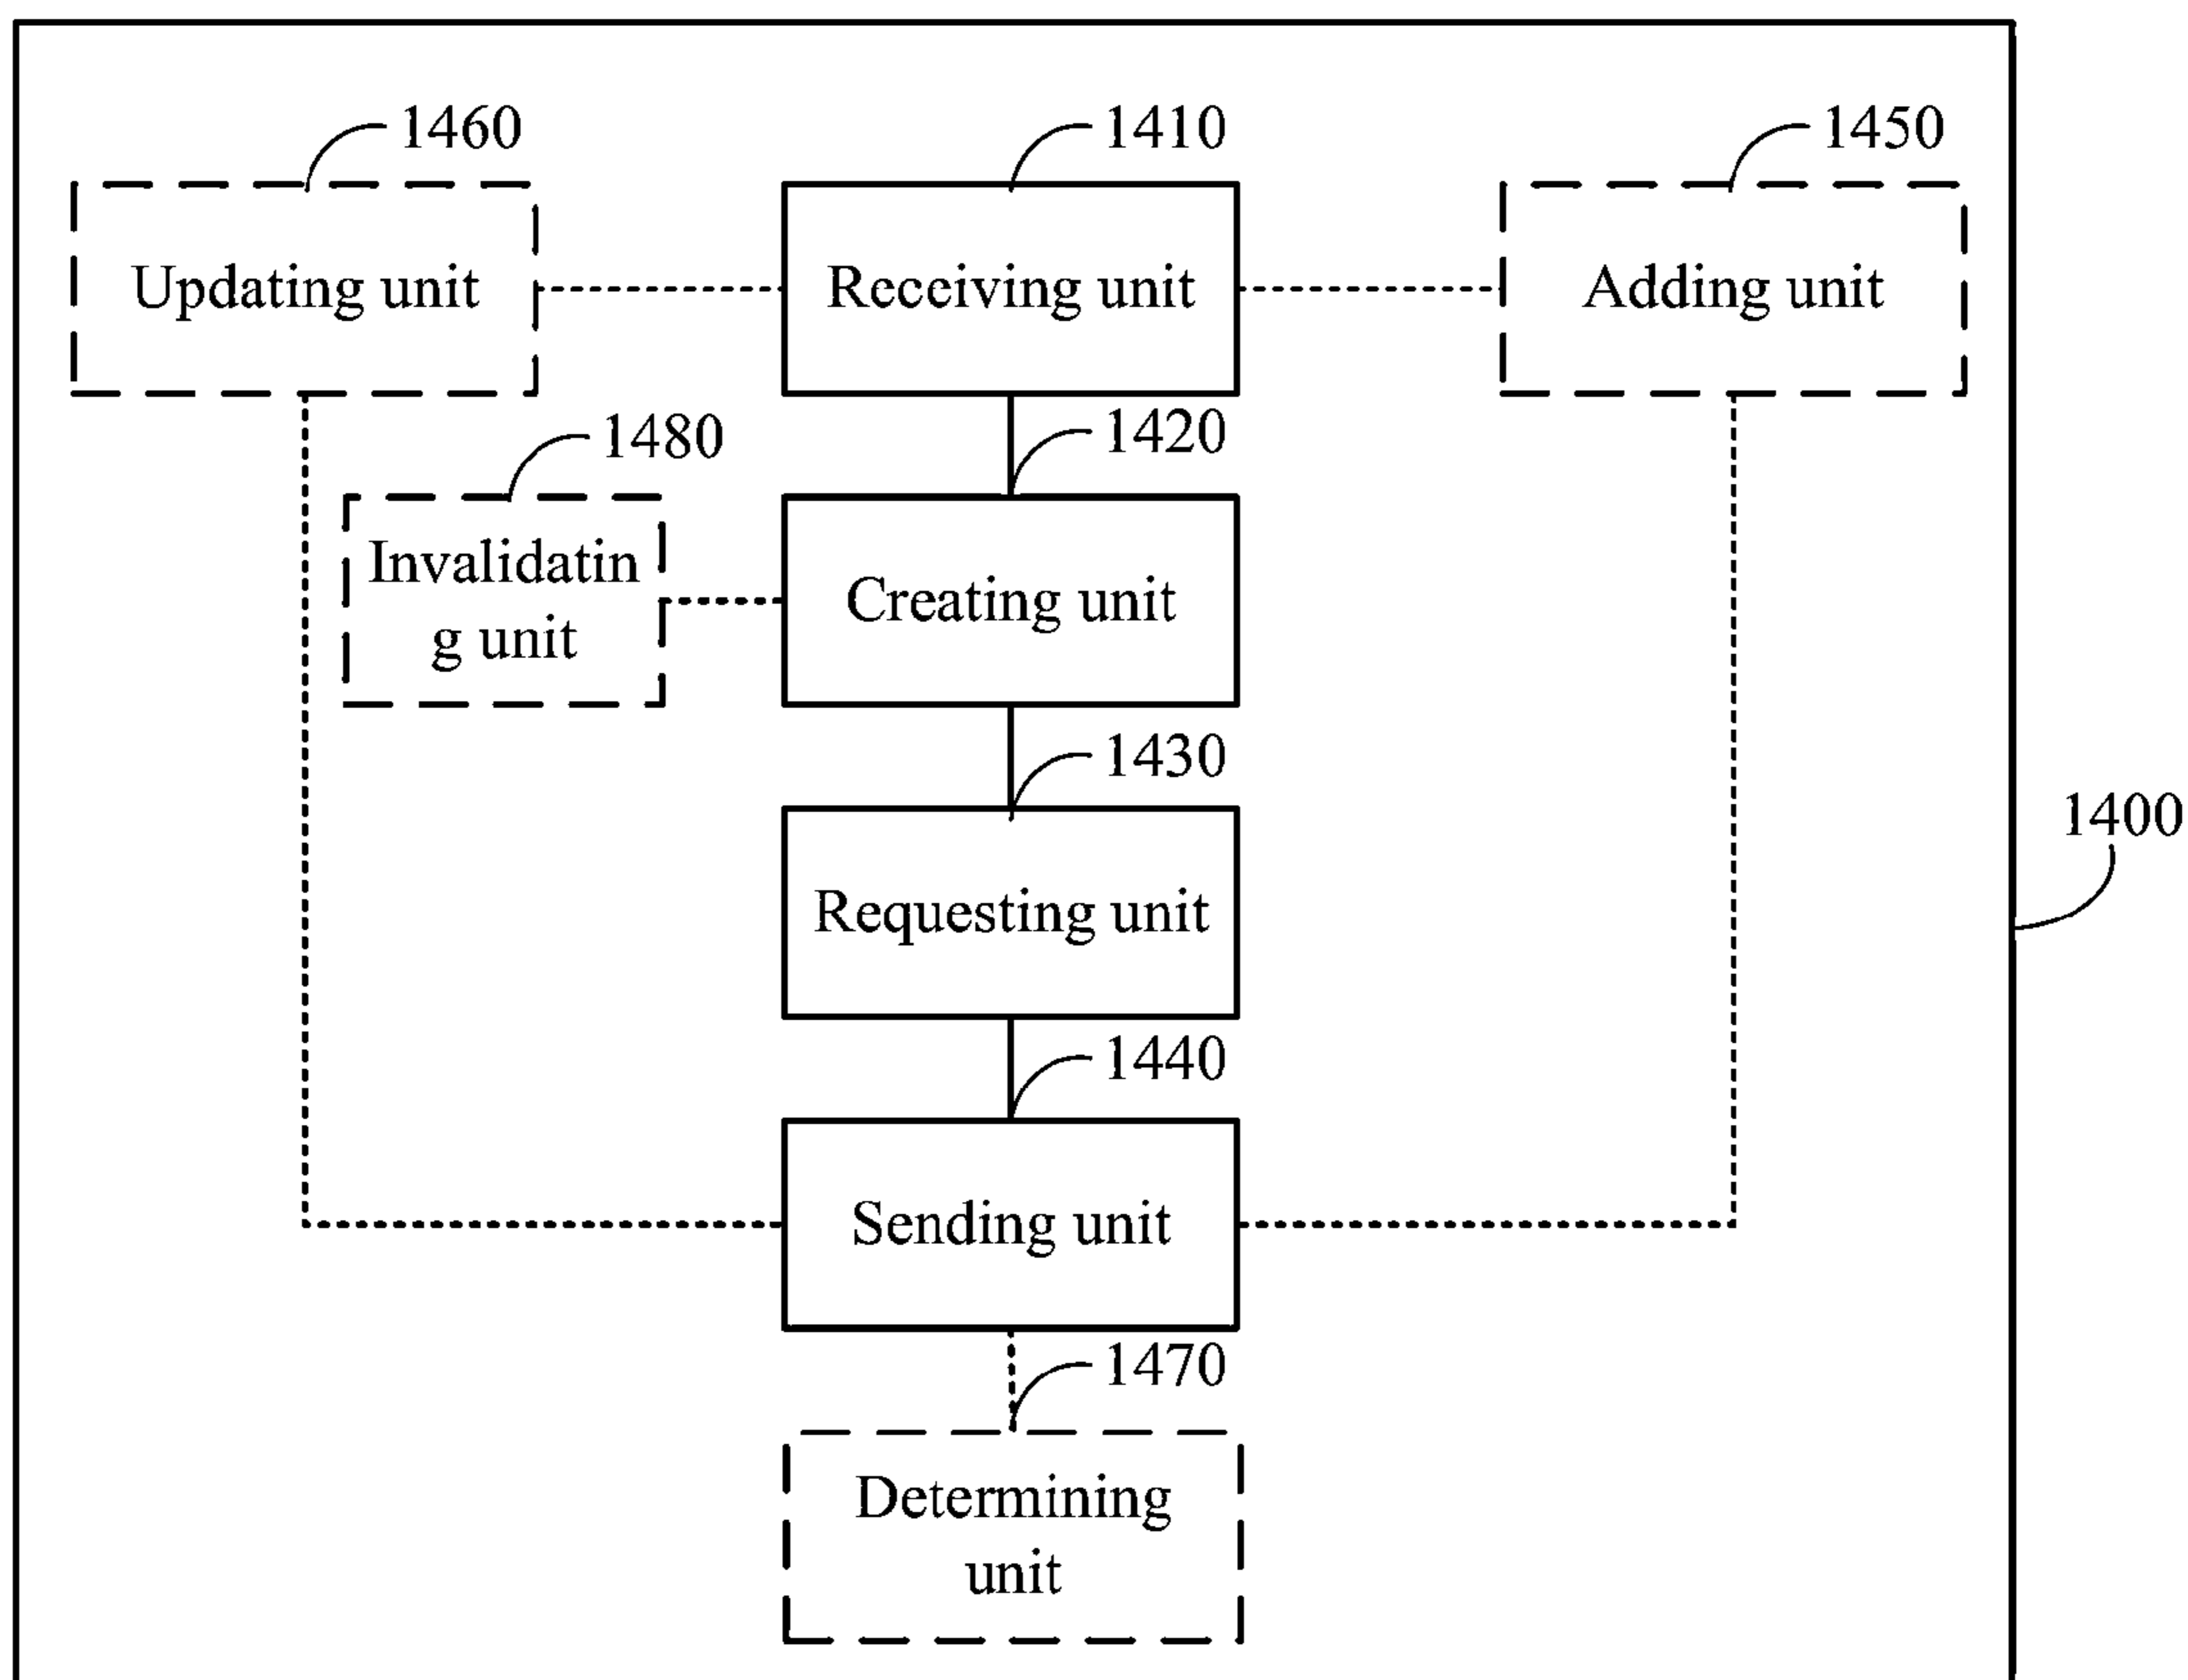 1460
1410
1450
Updating unit
Receiving unit
Adding unit
1480
1420
Invalidatin
g unit
Creating unit
1430
1400
Requesting unit
1440
Sending unit
1470
Determining
unit